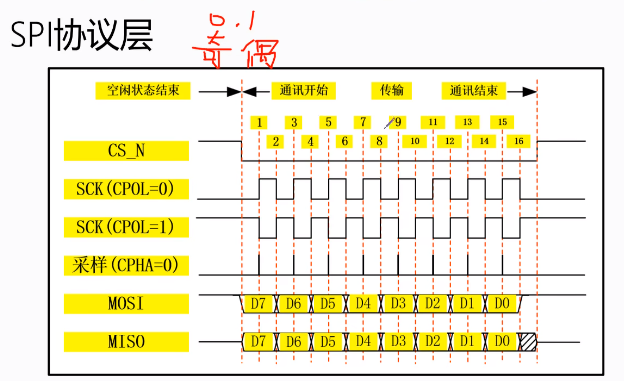 SPI协议层
0.1
奇 偶
空闲状态结束 通讯开始 传输 通讯结束
1 3 5 7 9 11 13 15
2 4 6 8 10 12 14 16
CS_N
SCK(CPOL=0)
SCK(CPOL=1)
采样(CPHA=0)
MOSI D7 D6 D5 D4 D3 D2 D1 D0
MISO D7 D6 D5 D4 D3 D2 D1 D0